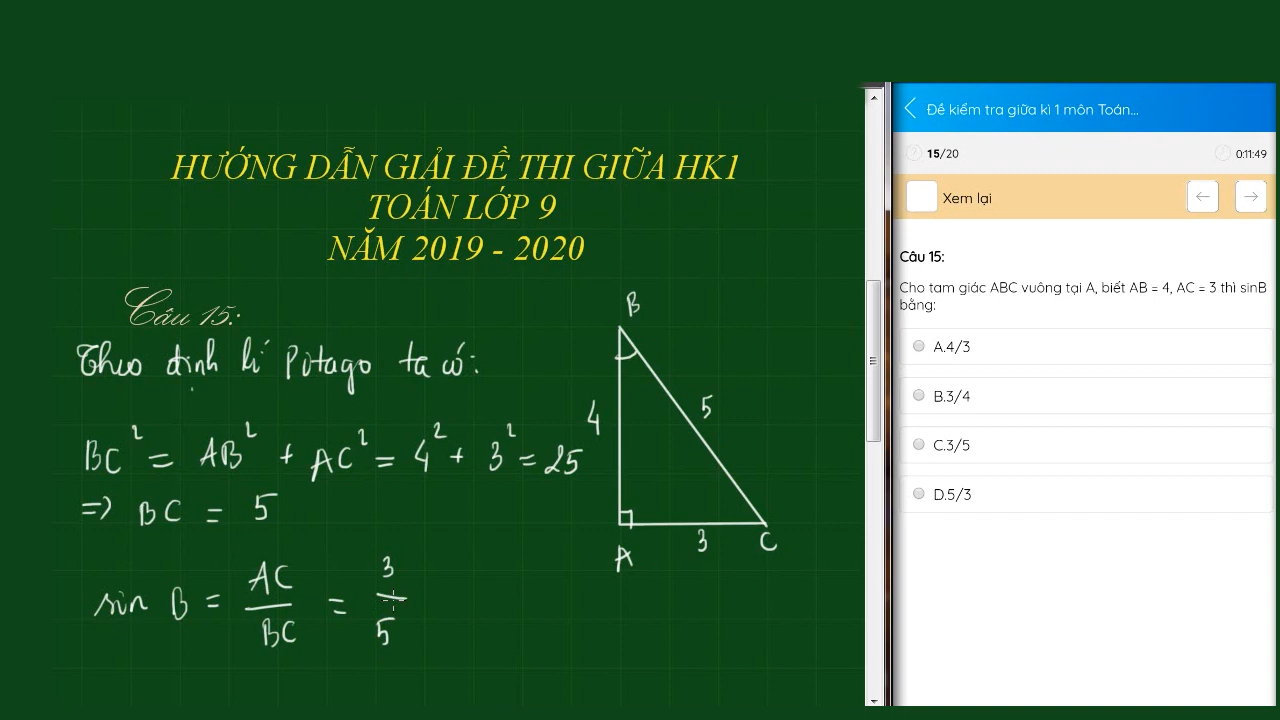 HƯỚNG DẪN GIẢI ĐỀ THI GIỮA HK1
TOÁN LỚP 9
NĂM 2019 - 2020
Câu 15:
Theo định lí Pitago ta có:
BC² = AB² + AC² = 4² + 3² = 25
=> BC = 5
sin B = AC/BC = 3/5
B
4
5
A
3
C
Đề kiểm tra giữa kì 1 môn Toán...
15/20
0:11:49
Xem lại
← →
Câu 15:
Cho tam giác ABC vuông tại A, biết AB = 4, AC = 3 thì sinB
bằng:
A.4/3
B.3/4
C.3/5
D.5/3